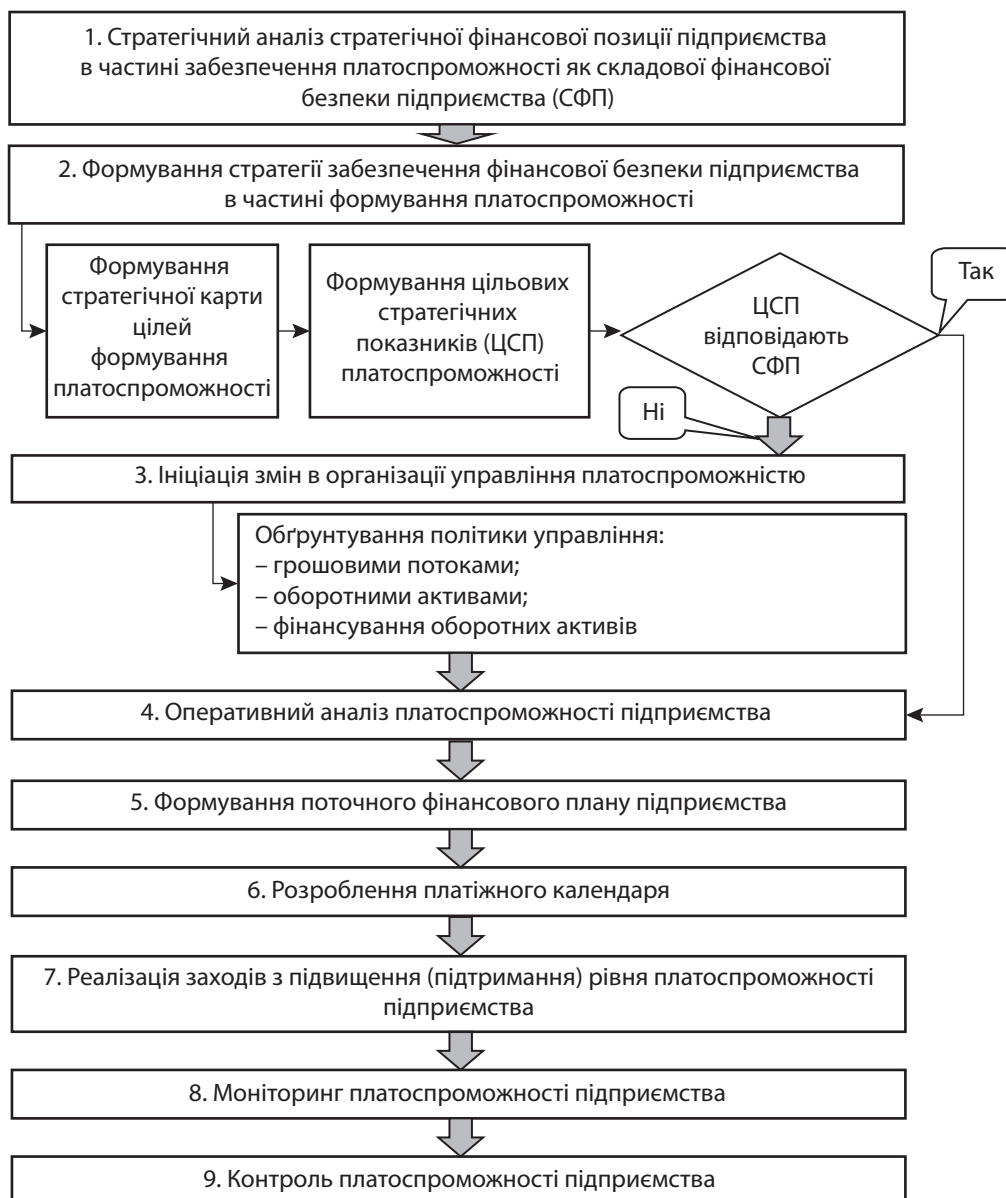 1. Стратегічний аналіз стратегічної фінансової позиції підприємства
в частині забезпечення платоспроможності як складової фінансової
безпеки підприємства (СФП)
2. Формування стратегії забезпечення фінансової безпеки підприємства
в частині формування платоспроможності
Формування
стратегічної карти
цілей
формування
платоспроможності
Формування цільових
стратегічних
показників (ЦСП)
платоспроможності
ЦСП
відповідають
СФП
Так
Ні
3. Ініціація змін в організації управління платоспроможністю
Обґрунтування політики управління:
– грошовими потоками;
– оборотними активами;
– фінансування оборотних активів
4. Оперативний аналіз платоспроможності підприємства
5. Формування поточного фінансового плану підприємства
6. Розроблення платіжного календаря
7. Реалізація заходів з підвищення (підтримання) рівня платоспроможності
підприємства
8. Моніторинг платоспроможності підприємства
9. Контроль платоспроможності підприємства